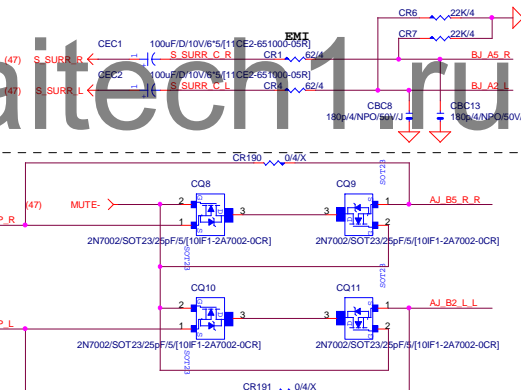 CR6 22K/4
CR7 22K/4
EMI
CEC1 100uF/D/10V/6*5/[11CE2-651000-05R]
(47) S_SURR_R S_SURR_C_R CR1 62/4 BJ_A5_R
CEC2 100uF/D/10V/6*5/[11CE2-651000-05R]
(47) S_SURR_L S_SURR_C_L CR4 62/4 BJ_A2_L
aitech1.ru
CBC8 CBC13
180p/4/NPO/50V/J 180p/4/NPO/50V/
CR190 0/4/X
SOT23
CQ8 CQ9
(47) MUTE- 2 G D S 3 3 D G S 1 AJ_B5_R_R
P_R 1 2
2N7002/SOT23/25pF/5/[10IF1-2A7002-0CR] 2N7002/SOT23/25pF/5/[10IF1-2A7002-0CR]
SOT23 SOT23
CQ10 CQ11
2 G D S 3 3 D G S 1 AJ_B2_L_L
P_L 1 2
2N7002/SOT23/25pF/5/[10IF1-2A7002-0CR] 2N7002/SOT23/25pF/5/[10IF1-2A7002-0CR]
SOT23
CR191 0/4/X